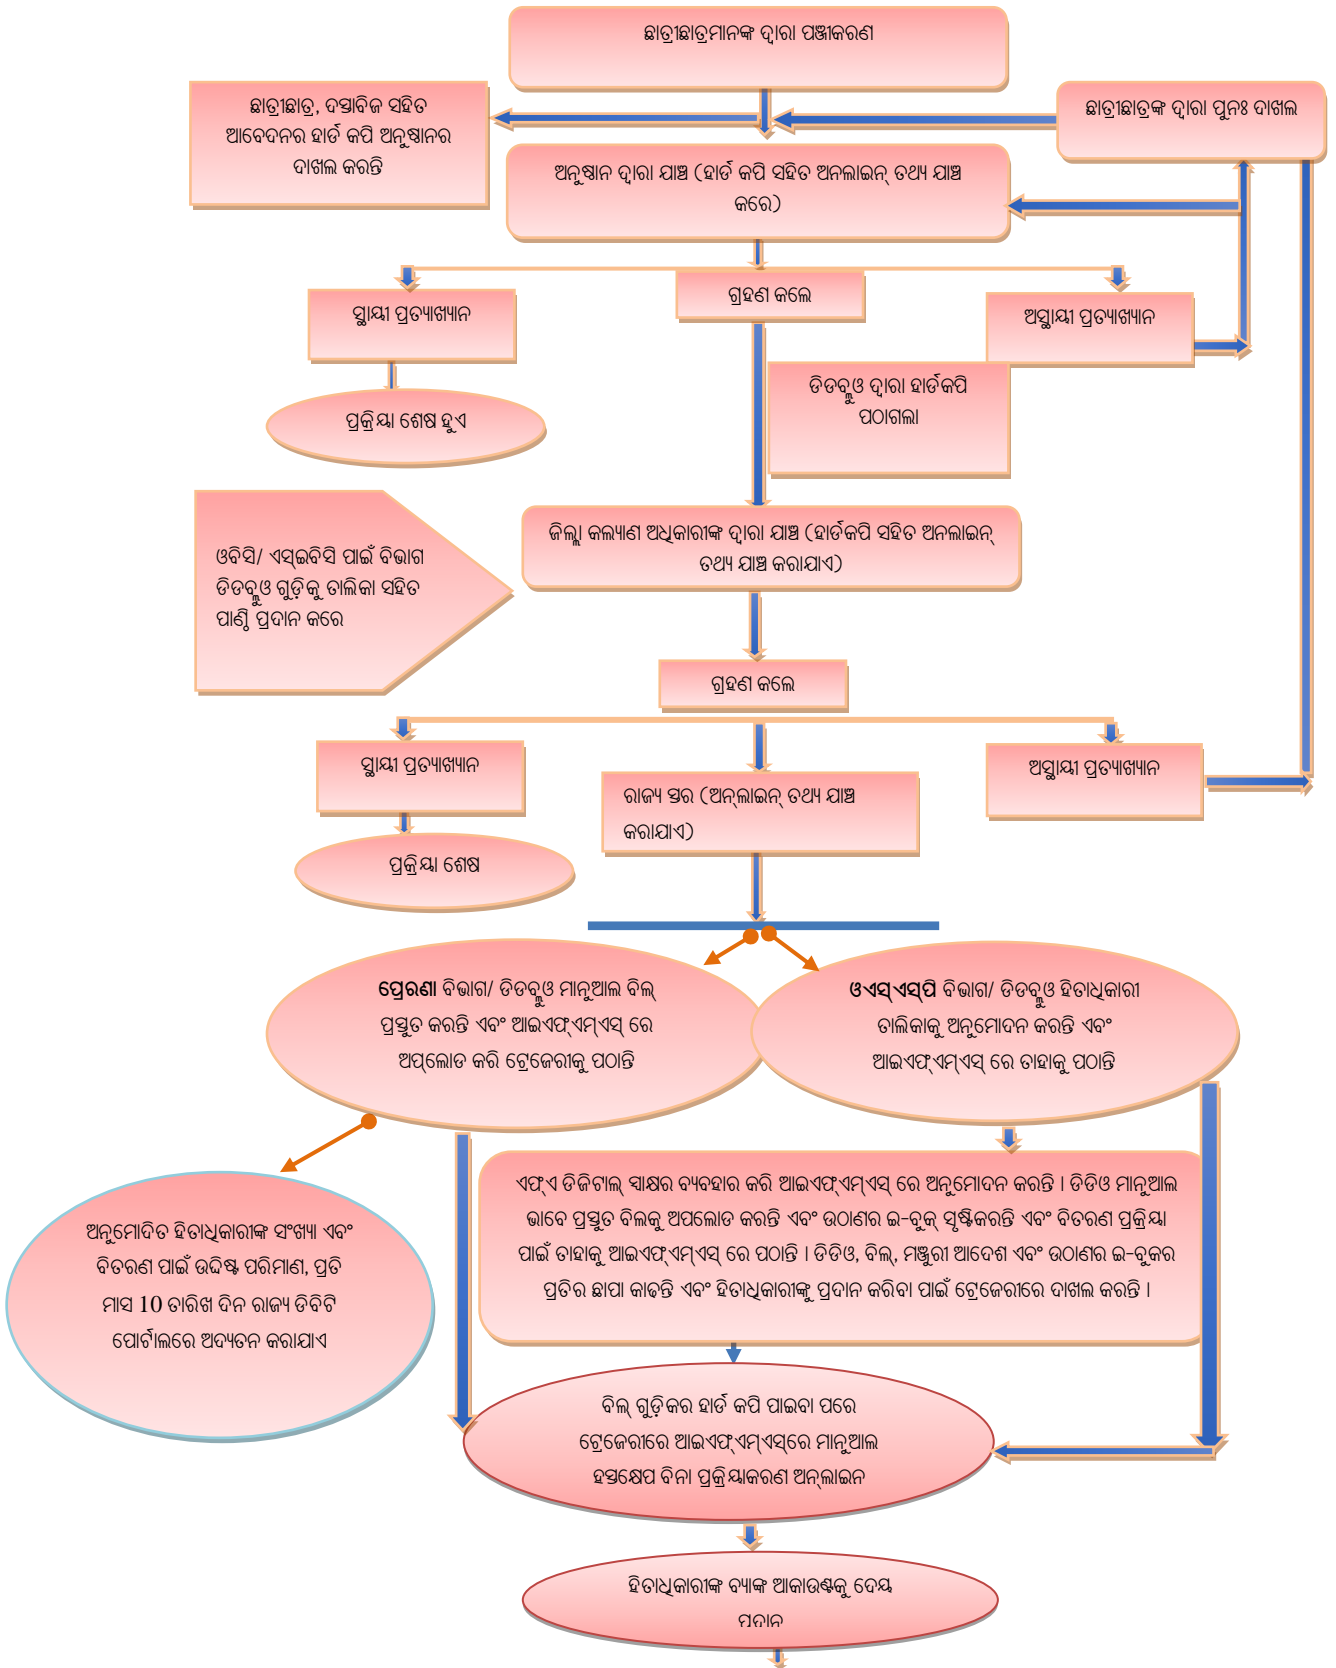 ଛାତ୍ରୀଛାତ୍ରମାନଙ୍କ ଦ୍ୱାରା ପଞ୍ଜୀକରଣ
ଛାତ୍ରୀଛାତ୍ର, ଦସ୍ତାବିଜ ସହିତ
ଆବେଦନର ହାର୍ଡ କପି ଅନୁଷ୍ଠାନର
ଦାଖଲ କରନ୍ତି
ଛାତ୍ରୀଛାତ୍ରଙ୍କ ଦ୍ୱାରା ପୁନଃ ଦାଖଲ
ଅନୁଷ୍ଠାନ ଦ୍ୱାରା ଯାଞ୍ଚ (ହାର୍ଡ କପି ସହିତ ଅନଲାଇନ୍ ତଥ୍ୟ ଯାଞ୍ଚ
କରେ)
ସ୍ଥାୟୀ ପ୍ରତ୍ୟାଖ୍ୟାନ
ଗ୍ରହଣ କଲେ
ଅସ୍ଥାୟୀ ପ୍ରତ୍ୟାଖ୍ୟାନ
ପ୍ରକ୍ରିୟା ଶେଷ ହୁଏ
ଡିଡବ୍ଲୁଓ ଦ୍ୱାରା ହାର୍ଡକପି
ପଠାଗଲା
ଓବିସି/ ଏସ୍ଇବିସି ପାଇଁ ବିଭାଗ
ଡିଡବ୍ଲୁଓ ଗୁଡ଼ିକୁ ତାଲିକା ସହିତ
ପାଣ୍ଠି ପ୍ରଦାନ କରେ
ଜିଲ୍ଲା କଲ୍ୟାଣ ଅଧିକାରୀଙ୍କ ଦ୍ୱାରା ଯାଞ୍ଚ (ହାର୍ଡକପି ସହିତ ଅନଲାଇନ୍
ତଥ୍ୟ ଯାଞ୍ଚ କରାଯାଏ)
ଗ୍ରହଣ କଲେ
ସ୍ଥାୟୀ ପ୍ରତ୍ୟାଖ୍ୟାନ
ରାଜ୍ୟ ସ୍ତର (ଅନ୍‌ଲାଇନ୍ ତଥ୍ୟ ଯାଞ୍ଚ
କରାଯାଏ)
ଅସ୍ଥାୟୀ ପ୍ରତ୍ୟାଖ୍ୟାନ
ପ୍ରକ୍ରିୟା ଶେଷ
ପ୍ରେରଣା ବିଭାଗ/ ଡିଡବ୍ଲୁଓ ମାନୁଆଲ ବିଲ୍
ପ୍ରସ୍ତୁତ କରନ୍ତି ଏବଂ ଆଇଏଫ୍ଏମ୍ଏସ୍ ରେ
ଅପ୍‌ଲୋଡ କରି ଟ୍ରେଜେରୀକୁ ପଠାନ୍ତି
ଓଏସ୍ଏସ୍‌ପି ବିଭାଗ/ ଡିଡବ୍ଲୁଓ ହିତାଧିକାରୀ
ତାଲିକାକୁ ଅନୁମୋଦନ କରନ୍ତି ଏବଂ
ଆଇଏଫ୍ଏମ୍ଏସ୍ ରେ ତାହାକୁ ପଠାନ୍ତି
ଏଫ୍ଏ ଡିଜିଟାଲ୍ ସ୍ୱାକ୍ଷର ବ୍ୟବହାର କରି ଆଇଏଫ୍ଏମ୍ଏସ୍ ରେ ଅନୁମୋଦନ କରନ୍ତି । ଡିଡିଓ ମାନୁଆଲ
ଭାବେ ପ୍ରସ୍ତୁତ ବିଲକୁ ଅପଲୋଡ କରନ୍ତି ଏବଂ ଉଠାଣର ଇ-ବୁକ୍ ସୃଷ୍ଟିକରନ୍ତି ଏବଂ ବିତରଣ ପ୍ରକ୍ରିୟା
ପାଇଁ ତାହାକୁ ଆଇଏଫ୍ଏମ୍ଏସ୍ ରେ ପଠାନ୍ତି । ଡିଡିଓ, ବିଲ୍, ମଞ୍ଜୁରୀ ଆଦେଶ ଏବଂ ଉଠାଣର ଇ-ବୁକର
ପ୍ରତିର ଛାପା କାଢନ୍ତି ଏବଂ ହିତାଧିକାରୀଙ୍କୁ ପ୍ରଦାନ କରିବା ପାଇଁ ଟ୍ରେଜେରୀରେ ଦାଖଲ କରନ୍ତି ।
ଅନୁମୋଦିତ ହିତାଧିକାରୀଙ୍କ ସଂଖ୍ୟା ଏବଂ
ବିତରଣ ପାଇଁ ଉଦ୍ଦିଷ୍ଟ ପରିମାଣ, ପ୍ରତି
ମାସ 10 ତାରିଖ ଦିନ ରାଜ୍ୟ ଡିବିଟି
ପୋର୍ଟାଲରେ ଅଦ୍ୟତନ କରାଯାଏ
ବିଲ୍ ଗୁଡ଼ିକର ହାର୍ଡ କପି ପାଇବା ପରେ
ଟ୍ରେଜେରୀରେ ଆଇଏଫ୍ଏମ୍ଏସ୍‌ରେ ମାନୁଆଲ
ହସ୍ତକ୍ଷେପ ବିନା ପ୍ରକ୍ରିୟାକରଣ ଅନ୍‌ଲାଇନ
ହିତାଧିକାରୀଙ୍କ ବ୍ୟାଙ୍କ ଆକାଉଣ୍ଟକୁ ଦେୟ
ପ୍ରଦାନ